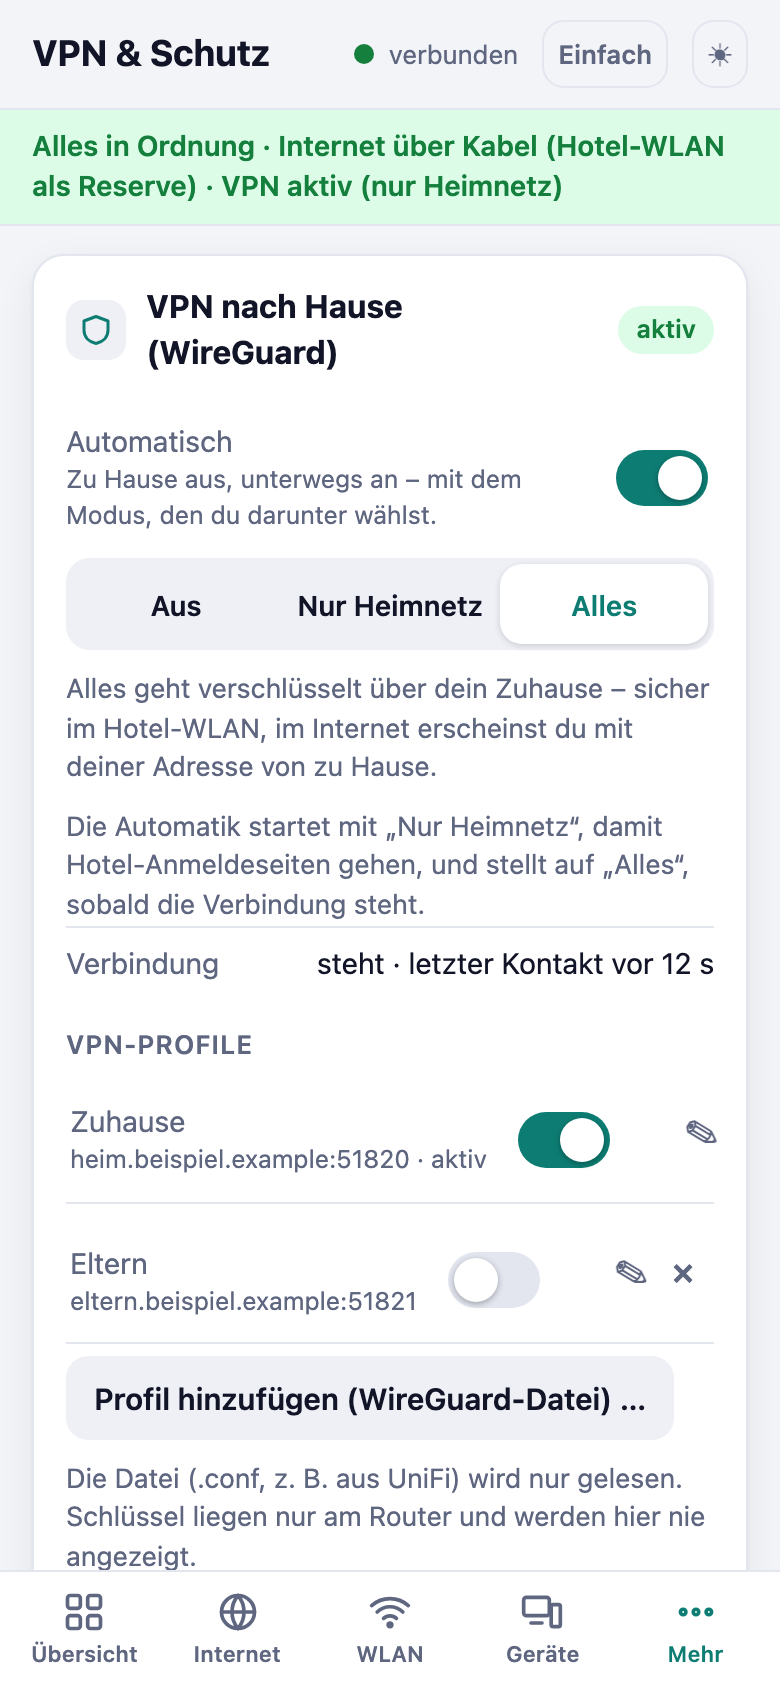 VPN & Schutz
verbunden
Einfach
Alles in Ordnung · Internet über Kabel (Hotel-WLAN
als Reserve) · VPN aktiv (nur Heimnetz)
VPN nach Hause
(WireGuard)
aktiv
Automatisch
Zu Hause aus, unterwegs an – mit dem
Modus, den du darunter wählst.
Aus
Nur Heimnetz
Alles
Alles geht verschlüsselt über dein Zuhause – sicher
im Hotel-WLAN, im Internet erscheinst du mit
deiner Adresse von zu Hause.
Die Automatik startet mit „Nur Heimnetz“, damit
Hotel-Anmeldeseiten gehen, und stellt auf „Alles“,
sobald die Verbindung steht.
Verbindung
steht · letzter Kontakt vor 12 s
VPN-PROFILE
Zuhause
heim.beispiel.example:51820 · aktiv
Eltern
eltern.beispiel.example:51821
Profil hinzufügen (WireGuard-Datei) ...
Die Datei (.conf, z. B. aus UniFi) wird nur gelesen.
Schlüssel liegen nur am Router und werden hier nie
angezeigt.
Übersicht
Internet
WLAN
Geräte
Mehr